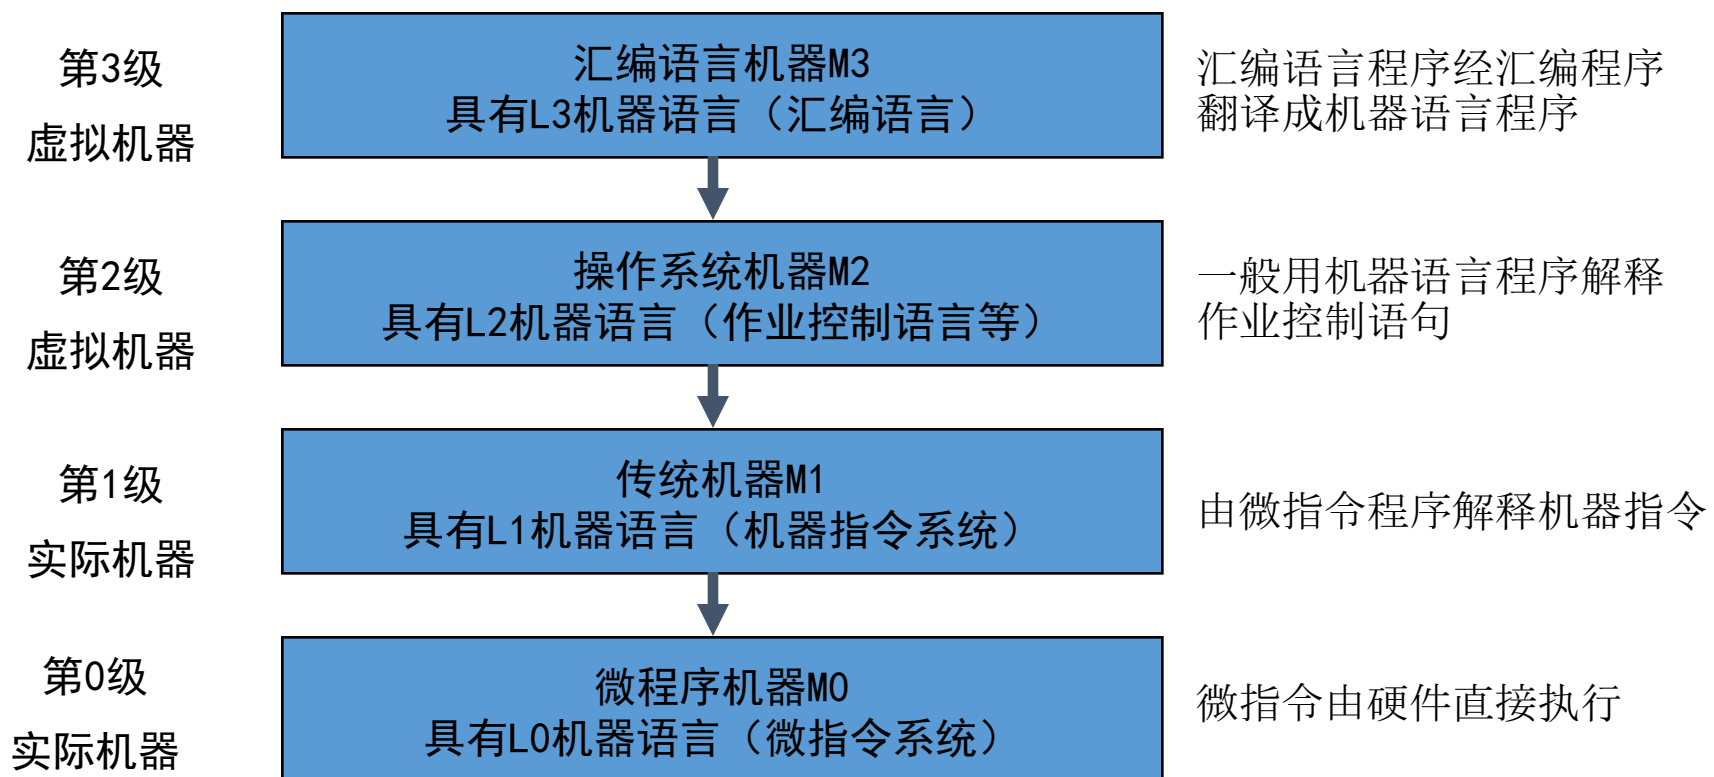 第3级
虚拟机器
汇编语言机器M3
具有L3机器语言（汇编语言）
汇编语言程序经汇编程序
翻译成机器语言程序
第2级
虚拟机器
操作系统机器M2
具有L2机器语言（作业控制语言等）
一般用机器语言程序解释
作业控制语句
第1级
实际机器
传统机器M1
具有L1机器语言（机器指令系统）
由微指令程序解释机器指令
第0级
实际机器
微程序机器M0
具有L0机器语言（微指令系统）
微指令由硬件直接执行